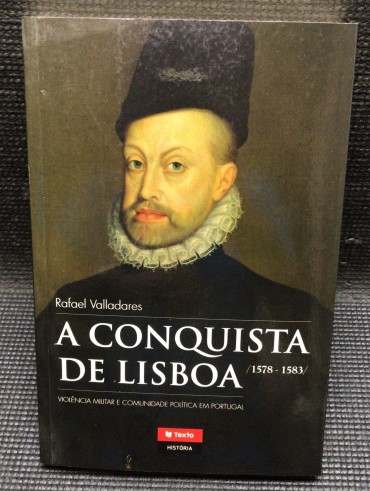 Rafael Valladares
A CONQUISTA
DE LISBOA /1578 - 1583/
VIOLÊNCIA MILITAR E COMUNIDADE POLÍTICA EM PORTUGAL
Texto
HISTÓRIA